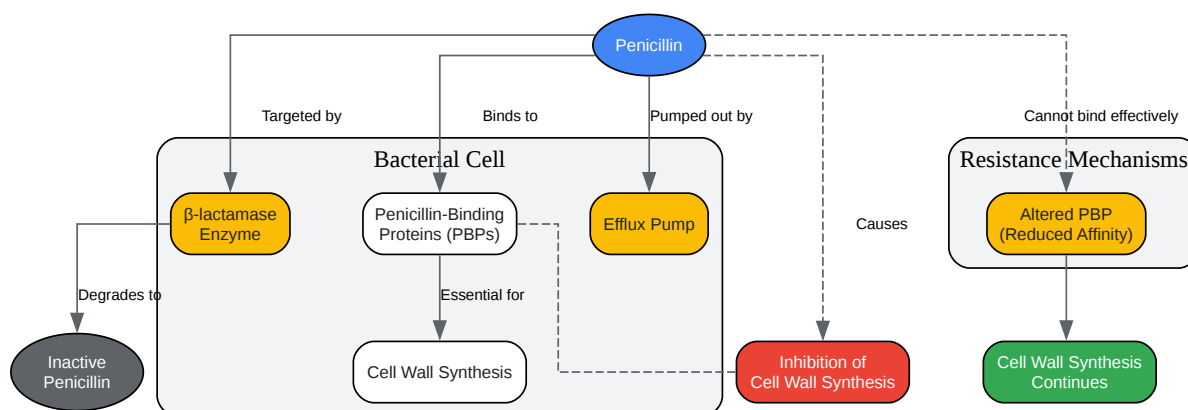 Penicillin
Targeted by
Binds to
Pumped out by
Cannot bind effectively
Bacterial Cell
Resistance Mechanisms
β-lactamase
Enzyme
Penicillin-Binding
Proteins (PBPs)
Efflux Pump
Causes
Altered PBP
(Reduced Affinity)
Degrades to
Essential for
Inactive
Penicillin
Cell Wall Synthesis
Inhibition of
Cell Wall Synthesis
Cell Wall Synthesis
Continues